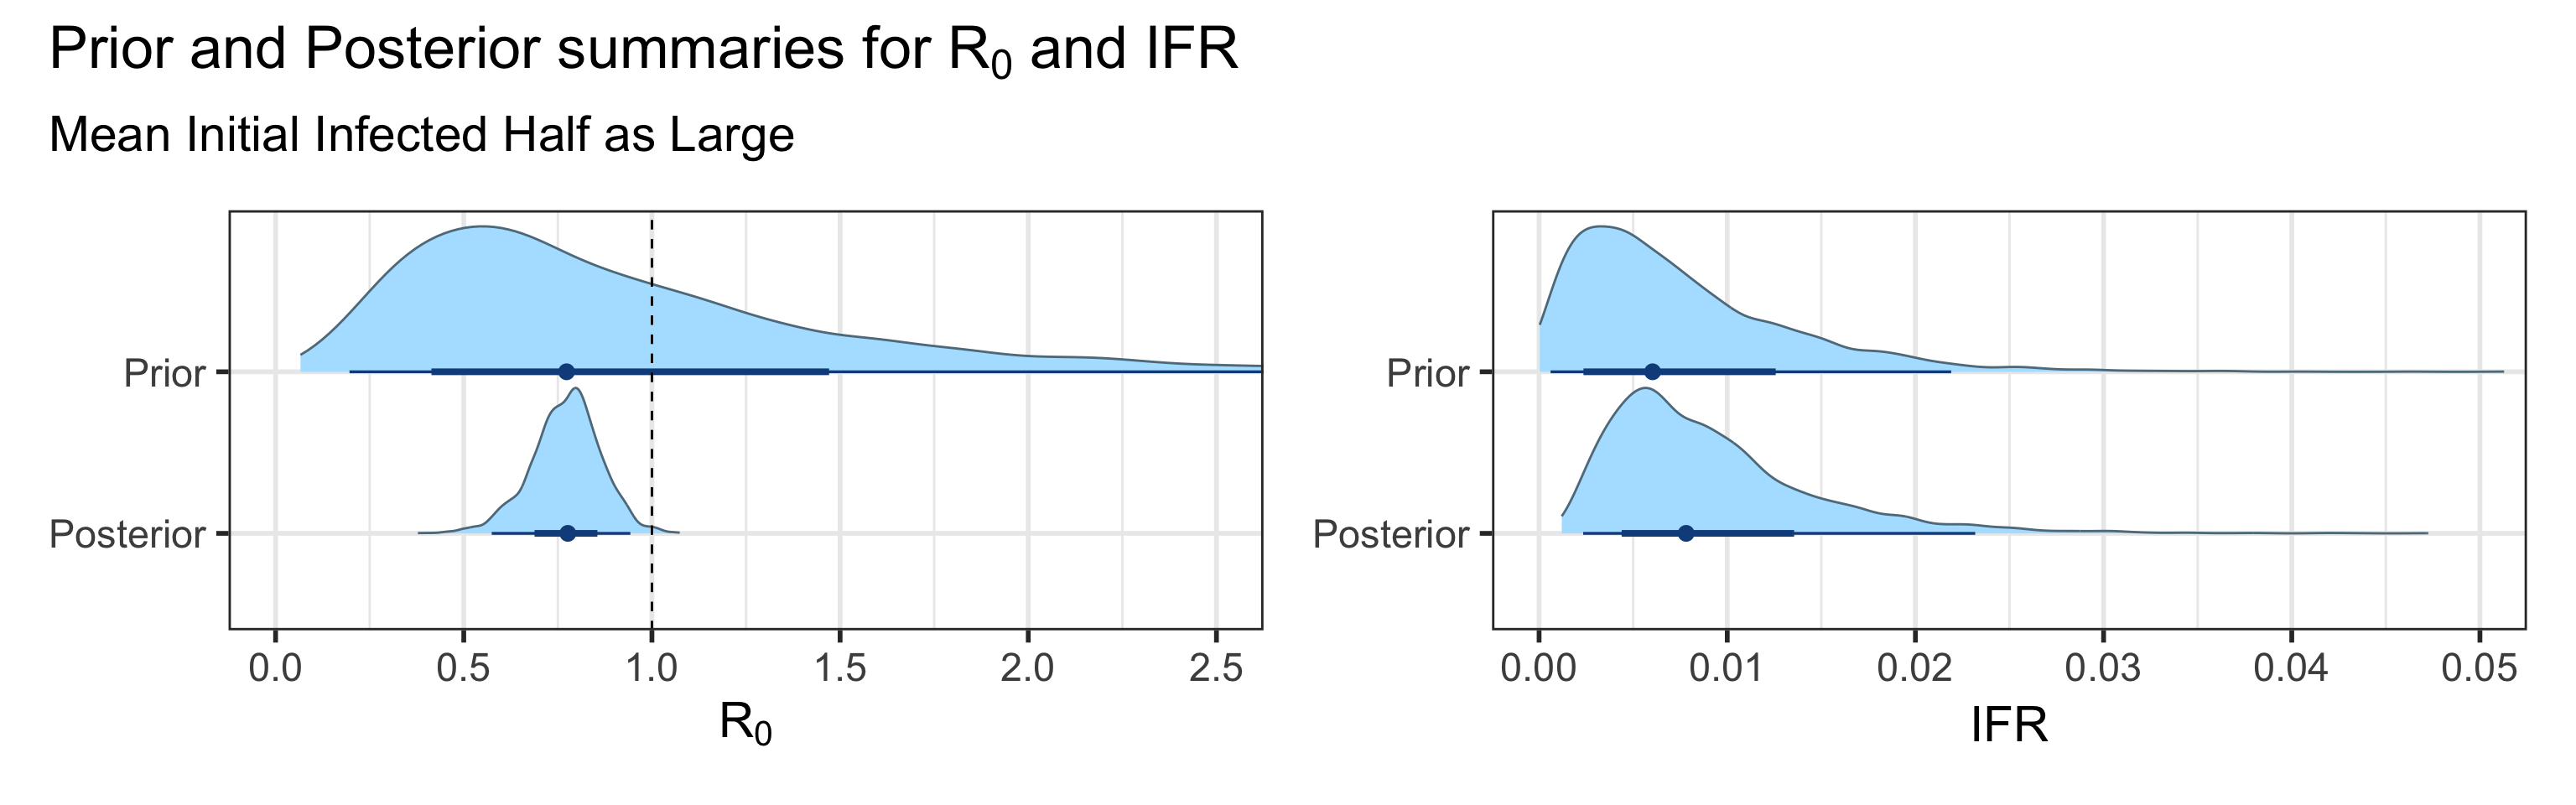 Prior and Posterior summaries for R₀ and IFR
Mean Initial Infected Half as Large
Prior
Posterior
0.0 0.5 1.0 1.5 2.0 2.5
R₀
Prior
Posterior
0.00 0.01 0.02 0.03 0.04 0.05
IFR